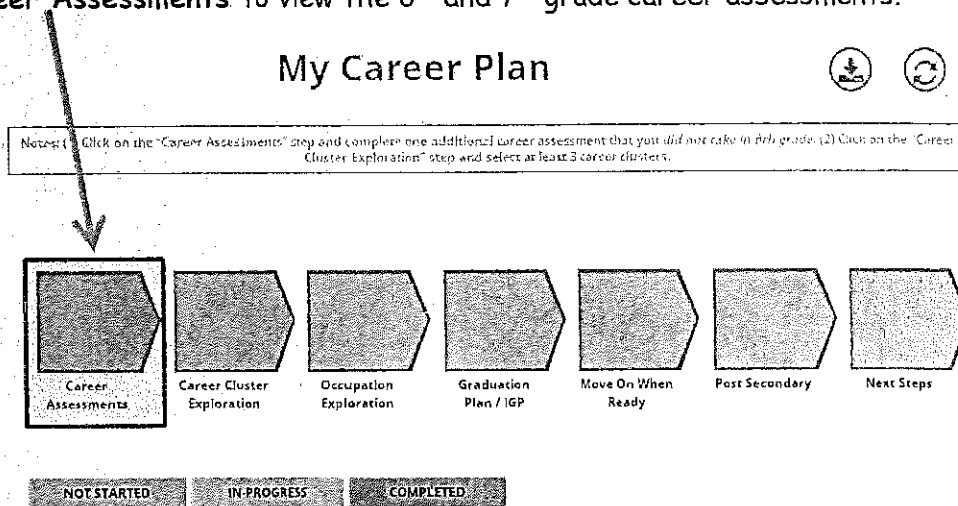 Career Assessments to view the 6th and 7th grade career assessments.
My Career Plan
Notes: (1) Click on the "Career Assessments" step and complete one additional career assessment that you did not take in 8th grade. (2) Click on the "Career
Cluster Exploration" step and select at least 3 career clusters.
Career Assessments
Career Cluster Exploration
Occupation Exploration
Graduation Plan / IGP
Move On When Ready
Post Secondary
Next Steps
NOT STARTED
IN-PROGRESS
COMPLETED